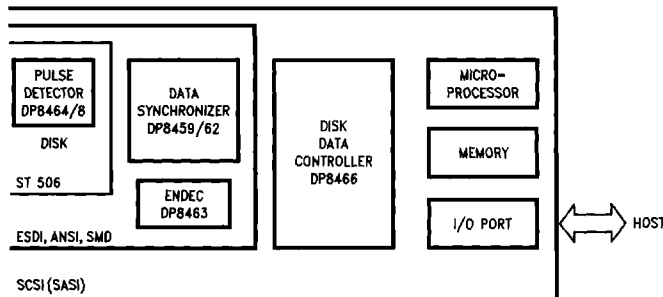 PULSE
DETECTOR
DP8464/8
DISK
ST 506
DATA
SYNCHRONIZER
DP8459/62
ENDEC
DP8463
ESDI, ANSI, SMD
DISK
DATA
CONTROLLER
DP8466
MICRO-
PROCESSOR
MEMORY
I/O PORT
HOST
SCSI (SASI)